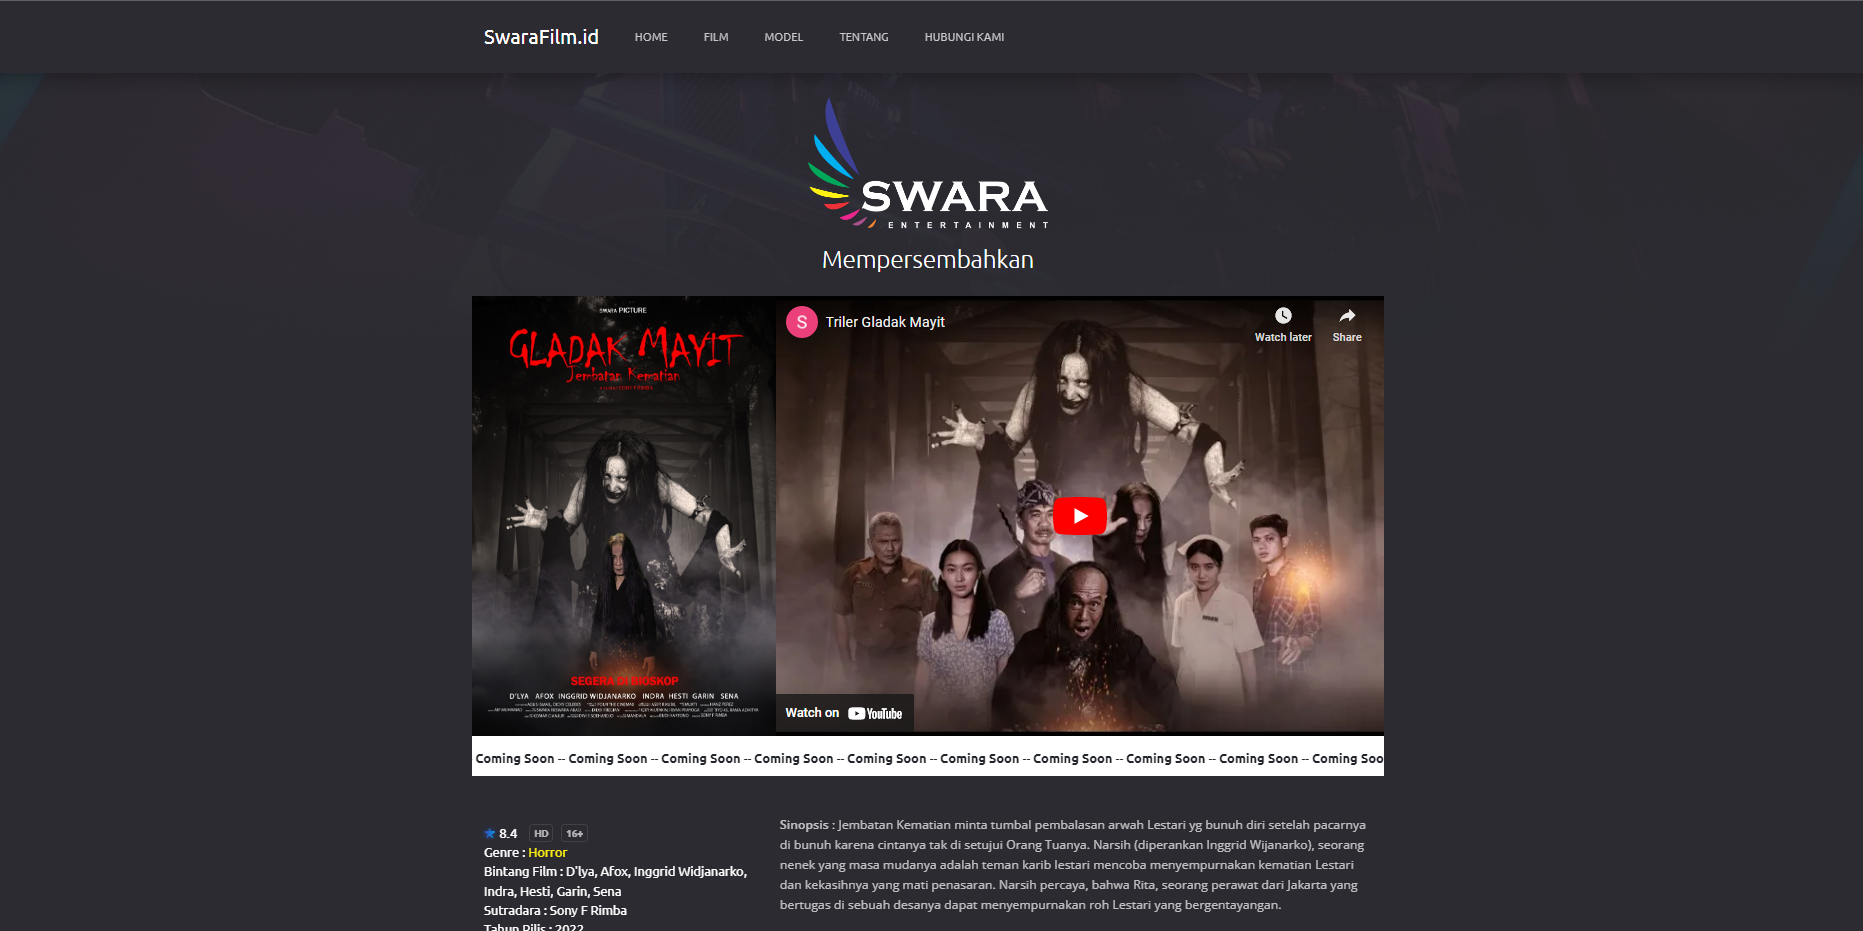 SwaraFilm.id HOME FILM MODEL TENTANG HUBUNGI KAMI
SWARA
ENTERTAINMENT
Mempersembahkan
SWARA PICTURE
GLADAK MAYIT
Jembatan Kematian
SEGERA DI BIOSKOP
D'LYA AFOX INGGRID WIDJANARKO INDRA HESTI GARIN SENA
S Triler Gladak Mayit
Watch later Share
Watch on YouTube
Coming Soon -- Coming Soon -- Coming Soon -- Coming Soon -- Coming Soon -- Coming Soon -- Coming Soon -- Coming Soon -- Coming Soon -- Coming Soo
8.4 HD 16+
Genre : Horror
Bintang Film : D'lya, Afox, Inggrid Widjanarko,
Indra, Hesti, Garin, Sena
Sutradara : Sony F Rimba
Tahun Rilis : 2022
Sinopsis : Jembatan Kematian minta tumbal pembalasan arwah Lestari yg bunuh diri setelah pacarnya
di bunuh karena cintanya tak di setujui Orang Tuanya. Narsih (diperankan Inggrid Wijanarko), seorang
nenek yang masa mudanya adalah teman karib lestari mencoba menyempurnakan kematian Lestari
dan kekasihnya yang mati penasaran. Narsih percaya, bahwa Rita, seorang perawat dari Jakarta yang
bertugas di sebuah desanya dapat menyempurnakan roh Lestari yang bergentayangan.